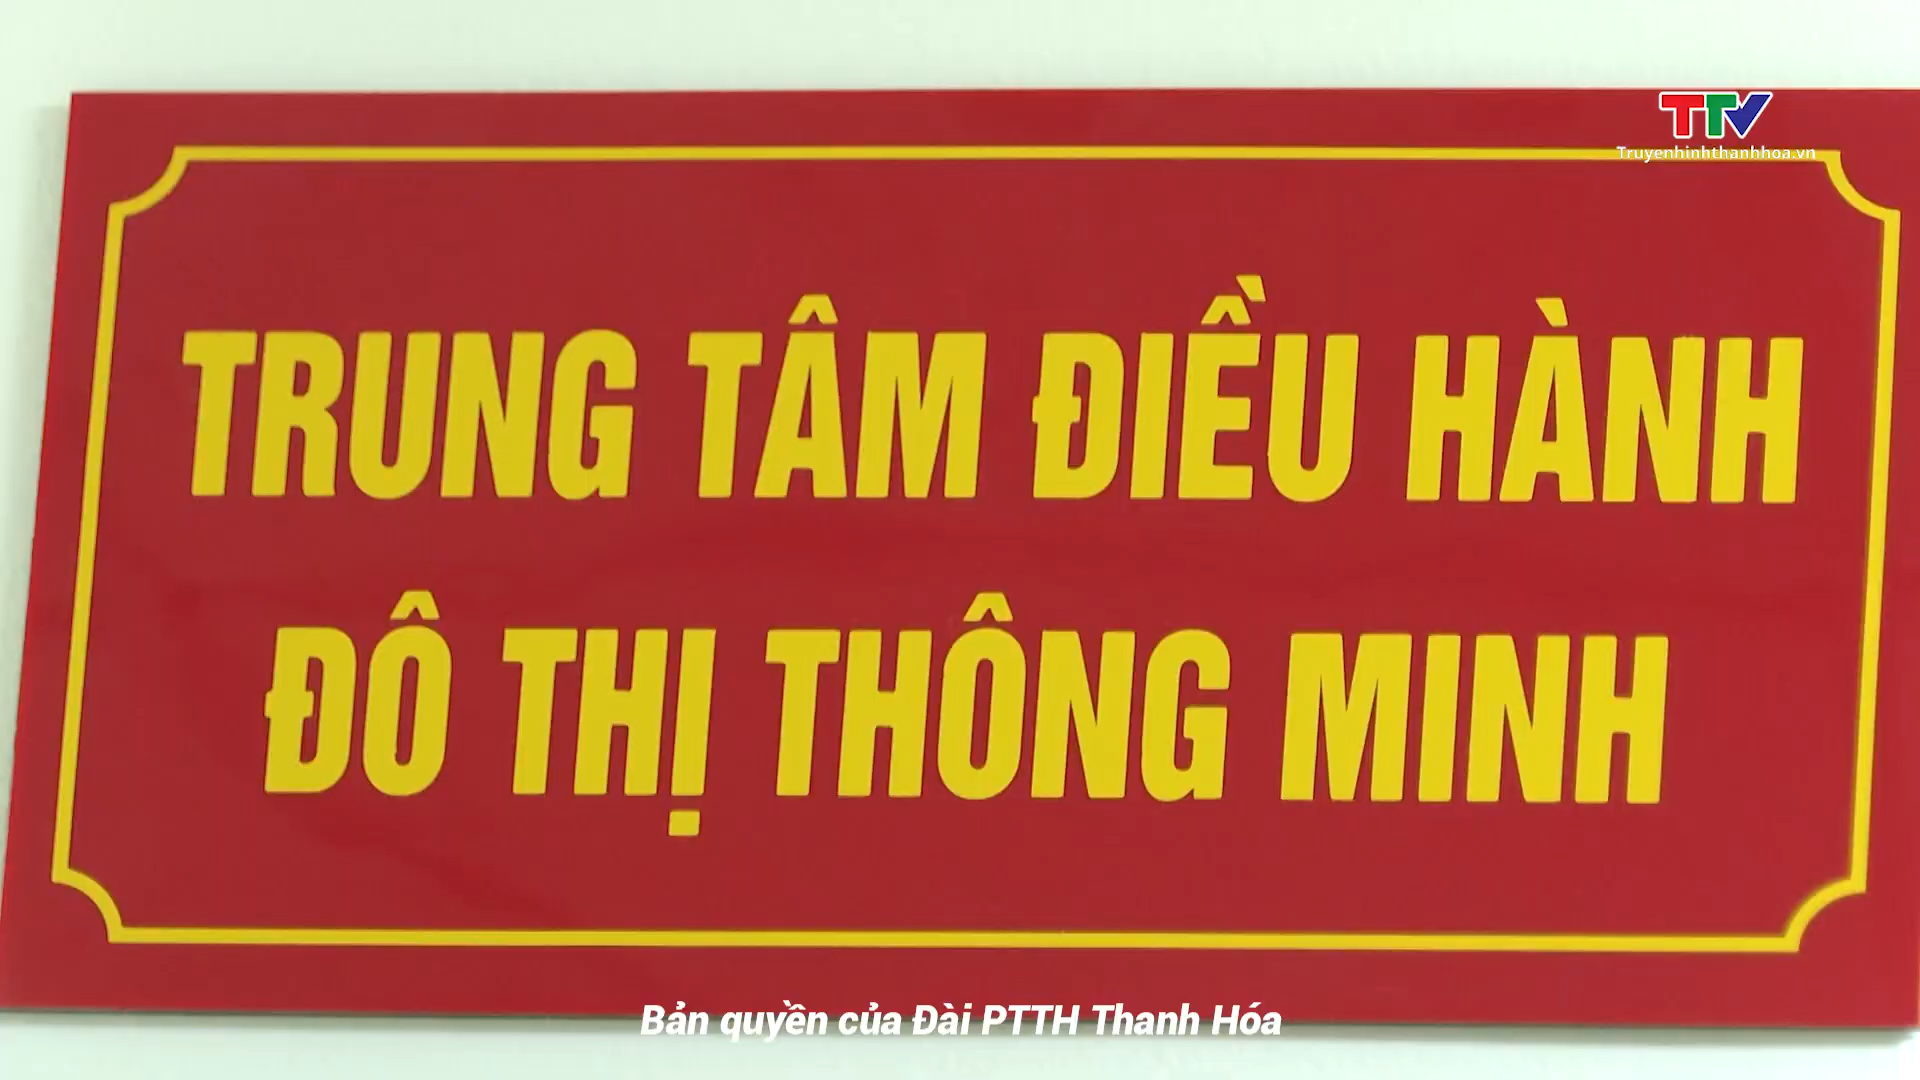 TTV
Truyenhinhthanhhoa.vn
TRUNG TÂM ĐIỀU HÀNH
ĐÔ THỊ THÔNG MINH
Bản quyền của Đài PTTH Thanh Hóa